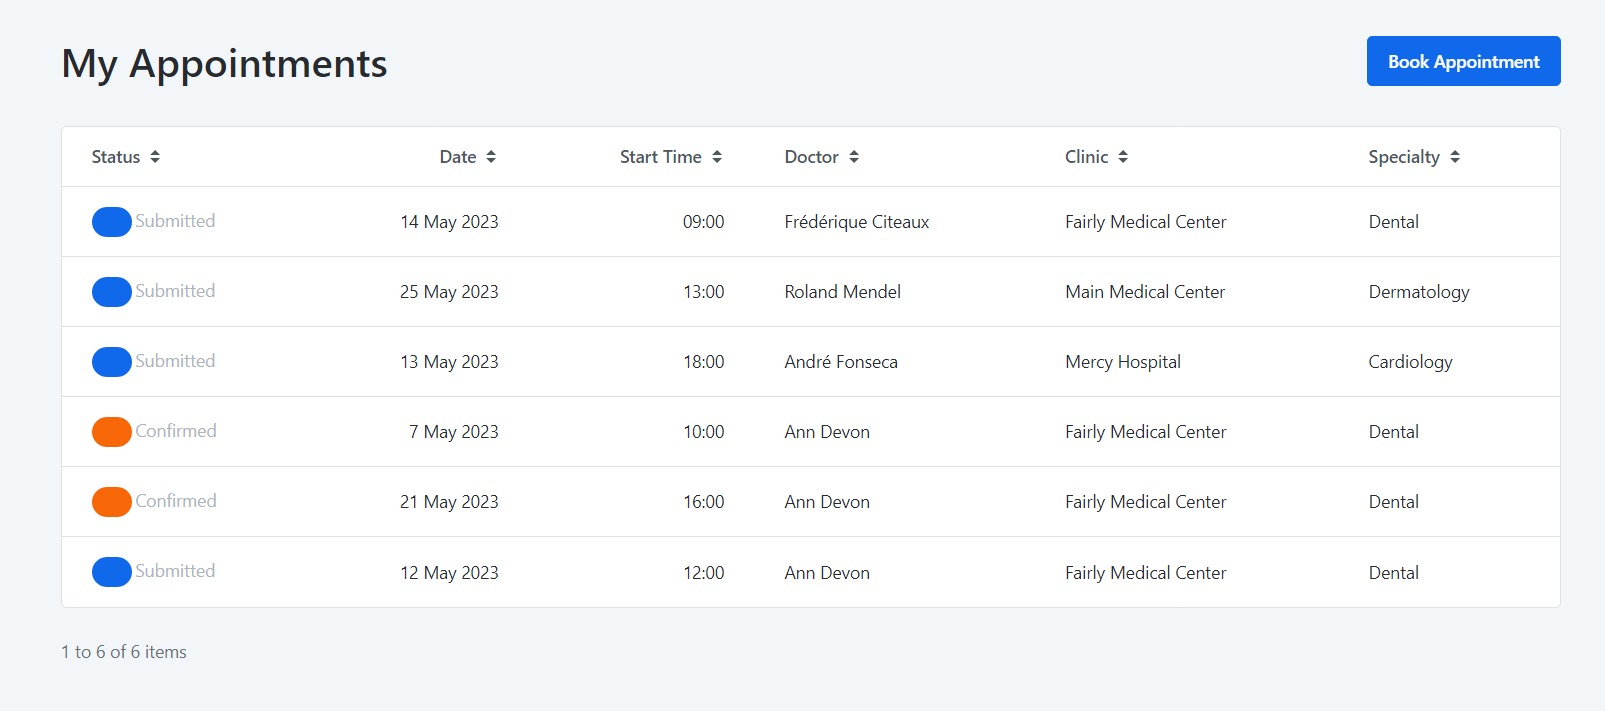 My Appointments
Book Appointment
Status Date Start Time Doctor Clinic Specialty
Submitted 14 May 2023 09:00 Frédérique Citeaux Fairly Medical Center Dental
Submitted 25 May 2023 13:00 Roland Mendel Main Medical Center Dermatology
Submitted 13 May 2023 18:00 André Fonseca Mercy Hospital Cardiology
Confirmed 7 May 2023 10:00 Ann Devon Fairly Medical Center Dental
Confirmed 21 May 2023 16:00 Ann Devon Fairly Medical Center Dental
Submitted 12 May 2023 12:00 Ann Devon Fairly Medical Center Dental
1 to 6 of 6 items